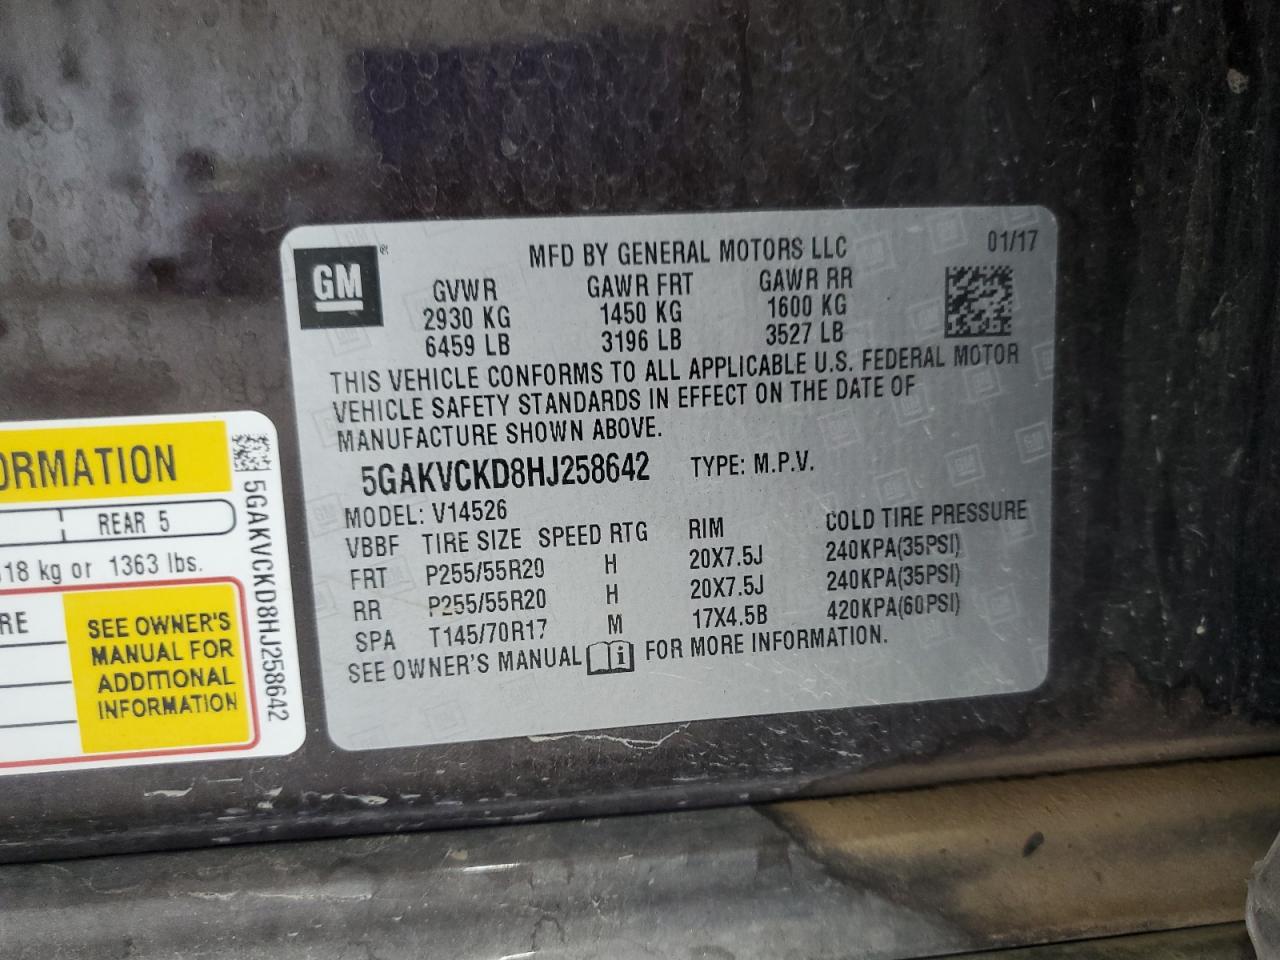 GM
MFD BY GENERAL MOTORS LLC 01/17
GVWR GAWR FRT GAWR RR
2930 KG 1450 KG 1600 KG
6459 LB 3196 LB 3527 LB
THIS VEHICLE CONFORMS TO ALL APPLICABLE U.S. FEDERAL MOTOR
VEHICLE SAFETY STANDARDS IN EFFECT ON THE DATE OF
MANUFACTURE SHOWN ABOVE.
5GAKVCKD8HJ258642 TYPE: M.P.V.
MODEL: V14526
VBBF TIRE SIZE SPEED RTG RIM COLD TIRE PRESSURE
FRT P255/55R20 H 20X7.5J 240KPA(35PSI)
RR P255/55R20 H 20X7.5J 240KPA(35PSI)
SPA T145/70R17 M 17X4.5B 420KPA(60PSI)
SEE OWNER'S MANUAL i FOR MORE INFORMATION.
ORMATION
REAR 5
18 kg or 1363 lbs.
RE
SEE OWNER'S
MANUAL FOR
ADDITIONAL
INFORMATION
5GAKVCKD8HJ258642